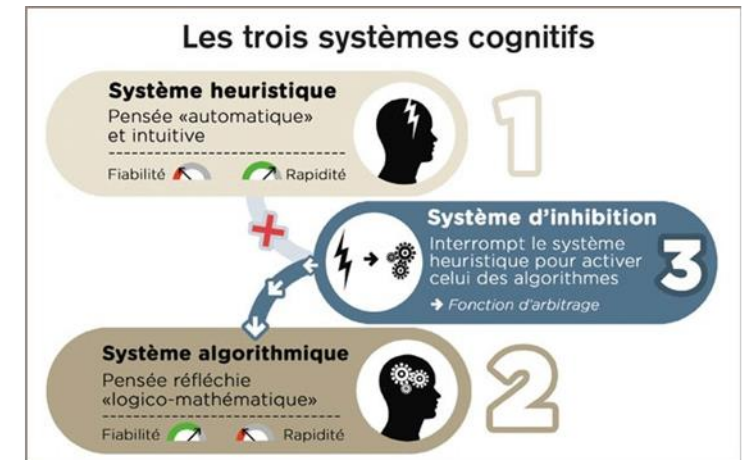 Les trois systèmes cognitifs
Système heuristique
Pensée «automatique»
et intuitive
Fiabilité Rapidité
1
Système d'inhibition
Interrompt le système
heuristique pour activer
celui des algorithmes
→ Fonction d'arbitrage
3
Système algorithmique
Pensée réfléchie
«logico-mathématique»
Fiabilité Rapidité
2